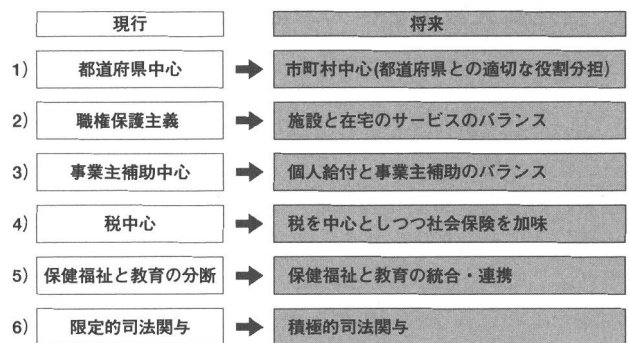 現行 将来
1) 都道府県中心 ➡ 市町村中心(都道府県との適切な役割分担)
2) 職権保護主義 ➡ 施設と在宅のサービスのバランス
3) 事業主補助中心 ➡ 個人給付と事業主補助のバランス
4) 税中心 ➡ 税を中心としつつ社会保険を加味
5) 保健福祉と教育の分断 ➡ 保健福祉と教育の統合・連携
6) 限定的司法関与 ➡ 積極的司法関与